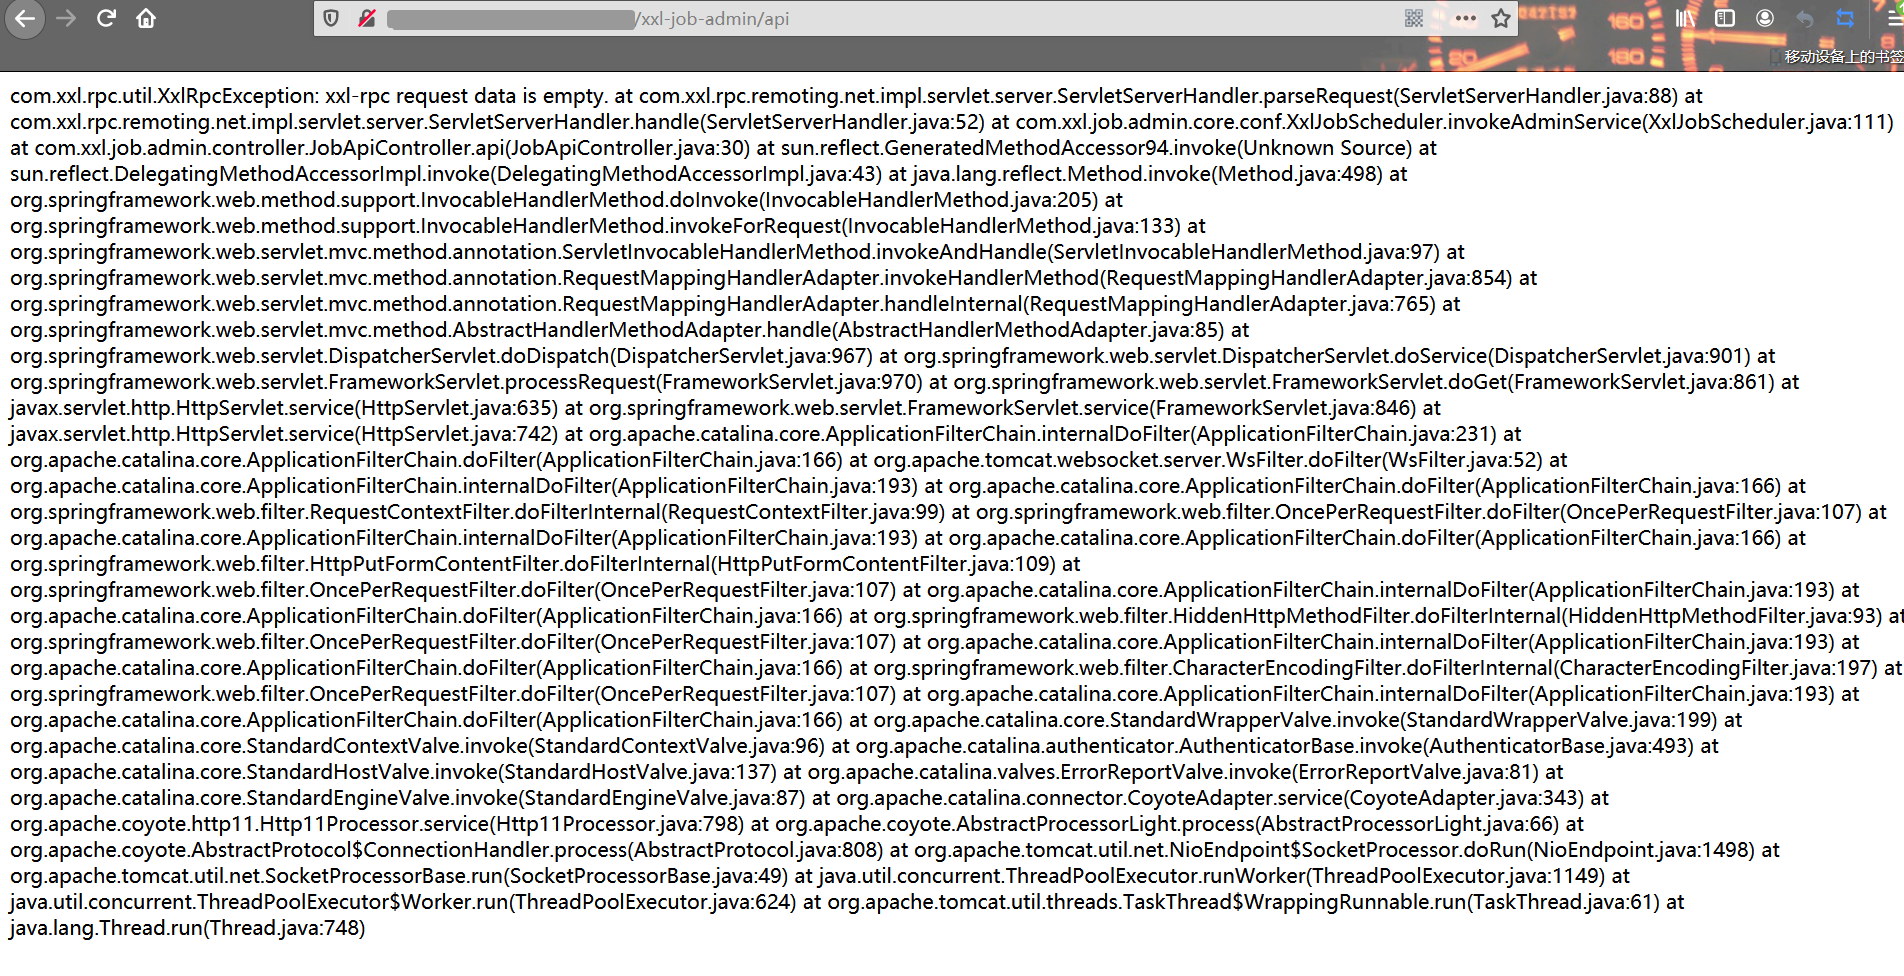 /xxl-job-admin/api
移动设备上的书签
com.xxl.rpc.util.XxlRpcException: xxl-rpc request data is empty. at com.xxl.rpc.remoting.net.impl.servlet.server.ServletServerHandler.parseRequest(ServletServerHandler.java:88) at
com.xxl.rpc.remoting.net.impl.servlet.server.ServletServerHandler.handle(ServletServerHandler.java:52) at com.xxl.job.admin.core.conf.XxlJobScheduler.invokeAdminService(XxlJobScheduler.java:111)
at com.xxl.job.admin.controller.JobApiController.api(JobApiController.java:30) at sun.reflect.GeneratedMethodAccessor94.invoke(Unknown Source) at
sun.reflect.DelegatingMethodAccessorImpl.invoke(DelegatingMethodAccessorImpl.java:43) at java.lang.reflect.Method.invoke(Method.java:498) at
org.springframework.web.method.support.InvocableHandlerMethod.doInvoke(InvocableHandlerMethod.java:205) at
org.springframework.web.method.support.InvocableHandlerMethod.invokeForRequest(InvocableHandlerMethod.java:133) at
org.springframework.web.servlet.mvc.method.annotation.ServletInvocableHandlerMethod.invokeAndHandle(ServletInvocableHandlerMethod.java:97) at
org.springframework.web.servlet.mvc.method.annotation.RequestMappingHandlerAdapter.invokeHandlerMethod(RequestMappingHandlerAdapter.java:854) at
org.springframework.web.servlet.mvc.method.annotation.RequestMappingHandlerAdapter.handleInternal(RequestMappingHandlerAdapter.java:765) at
org.springframework.web.servlet.mvc.method.AbstractHandlerMethodAdapter.handle(AbstractHandlerMethodAdapter.java:85) at
org.springframework.web.servlet.DispatcherServlet.doDispatch(DispatcherServlet.java:967) at org.springframework.web.servlet.DispatcherServlet.doService(DispatcherServlet.java:901) at
org.springframework.web.servlet.FrameworkServlet.processRequest(FrameworkServlet.java:970) at org.springframework.web.servlet.FrameworkServlet.doGet(FrameworkServlet.java:861) at
javax.servlet.http.HttpServlet.service(HttpServlet.java:635) at org.springframework.web.servlet.FrameworkServlet.service(FrameworkServlet.java:846) at
javax.servlet.http.HttpServlet.service(HttpServlet.java:742) at org.apache.catalina.core.ApplicationFilterChain.internalDoFilter(ApplicationFilterChain.java:231) at
org.apache.catalina.core.ApplicationFilterChain.doFilter(ApplicationFilterChain.java:166) at org.apache.tomcat.websocket.server.WsFilter.doFilter(WsFilter.java:52) at
org.apache.catalina.core.ApplicationFilterChain.internalDoFilter(ApplicationFilterChain.java:193) at org.apache.catalina.core.ApplicationFilterChain.doFilter(ApplicationFilterChain.java:166) at
org.springframework.web.filter.RequestContextFilter.doFilterInternal(RequestContextFilter.java:99) at org.springframework.web.filter.OncePerRequestFilter.doFilter(OncePerRequestFilter.java:107) at
org.apache.catalina.core.ApplicationFilterChain.internalDoFilter(ApplicationFilterChain.java:193) at org.apache.catalina.core.ApplicationFilterChain.doFilter(ApplicationFilterChain.java:166) at
org.springframework.web.filter.HttpPutFormContentFilter.doFilterInternal(HttpPutFormContentFilter.java:109) at
org.springframework.web.filter.OncePerRequestFilter.doFilter(OncePerRequestFilter.java:107) at org.apache.catalina.core.ApplicationFilterChain.internalDoFilter(ApplicationFilterChain.java:193) at
org.apache.catalina.core.ApplicationFilterChain.doFilter(ApplicationFilterChain.java:166) at org.springframework.web.filter.HiddenHttpMethodFilter.doFilterInternal(HiddenHttpMethodFilter.java:93) at
org.springframework.web.filter.OncePerRequestFilter.doFilter(OncePerRequestFilter.java:107) at org.apache.catalina.core.ApplicationFilterChain.internalDoFilter(ApplicationFilterChain.java:193) at
org.apache.catalina.core.ApplicationFilterChain.doFilter(ApplicationFilterChain.java:166) at org.springframework.web.filter.CharacterEncodingFilter.doFilterInternal(CharacterEncodingFilter.java:197) at
org.springframework.web.filter.OncePerRequestFilter.doFilter(OncePerRequestFilter.java:107) at org.apache.catalina.core.ApplicationFilterChain.internalDoFilter(ApplicationFilterChain.java:193) at
org.apache.catalina.core.ApplicationFilterChain.doFilter(ApplicationFilterChain.java:166) at org.apache.catalina.core.StandardWrapperValve.invoke(StandardWrapperValve.java:199) at
org.apache.catalina.core.StandardContextValve.invoke(StandardContextValve.java:96) at org.apache.catalina.authenticator.AuthenticatorBase.invoke(AuthenticatorBase.java:493) at
org.apache.catalina.core.StandardHostValve.invoke(StandardHostValve.java:137) at org.apache.catalina.valves.ErrorReportValve.invoke(ErrorReportValve.java:81) at
org.apache.catalina.core.StandardEngineValve.invoke(StandardEngineValve.java:87) at org.apache.catalina.connector.CoyoteAdapter.service(CoyoteAdapter.java:343) at
org.apache.coyote.http11.Http11Processor.service(Http11Processor.java:798) at org.apache.coyote.AbstractProcessorLight.process(AbstractProcessorLight.java:66) at
org.apache.coyote.AbstractProtocol$ConnectionHandler.process(AbstractProtocol.java:808) at org.apache.tomcat.util.net.NioEndpoint$SocketProcessor.doRun(NioEndpoint.java:1498) at
org.apache.tomcat.util.net.SocketProcessorBase.run(SocketProcessorBase.java:49) at java.util.concurrent.ThreadPoolExecutor.runWorker(ThreadPoolExecutor.java:1149) at
java.util.concurrent.ThreadPoolExecutor$Worker.run(ThreadPoolExecutor.java:624) at org.apache.tomcat.util.threads.TaskThread$WrappingRunnable.run(TaskThread.java:61) at
java.lang.Thread.run(Thread.java:748)